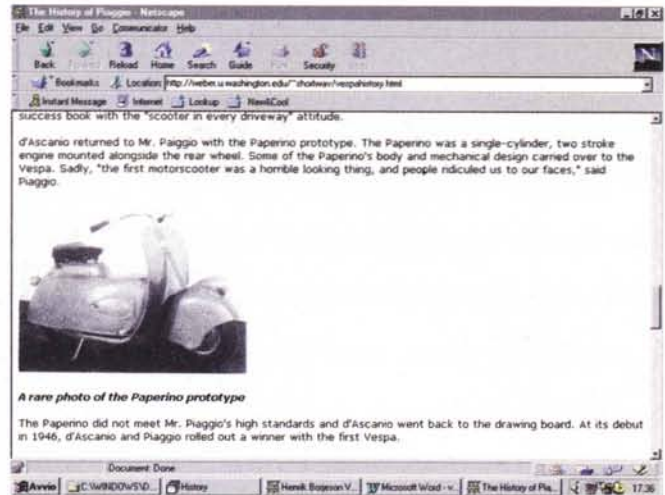 The History of Piaggio - Netscape
File Edit View Go Communicator Help
Back Reload Home Search Guide Security
Bookmarks Location: http://weber.u.washington.edu/~shortwav/vespahistory.html
Instant Message Internet Lookup New&Cool
success book with the "scooter in every driveway" attitude.
d'Ascanio returned to Mr. Paiggio with the Paperino prototype. The Paperino was a single-cylinder, two stroke
engine mounted alongside the rear wheel. Some of the Paperino's body and mechanical design carried over to the
Vespa. Sadly, "the first motorscooter was a horrible looking thing, and people ridiculed us to our faces," said
Piaggio.
A rare photo of the Paperino prototype
The Paperino did not meet Mr. Piaggio's high standards and d'Ascanio went back to the drawing board. At its debut
in 1946, d'Ascanio and Piaggio rolled out a winner with the first Vespa.
Document: Done
Avvio C:\WINDOWS\D... History Henrik Bogeson V... Microsoft Word - v... The History of Pia... 17.36